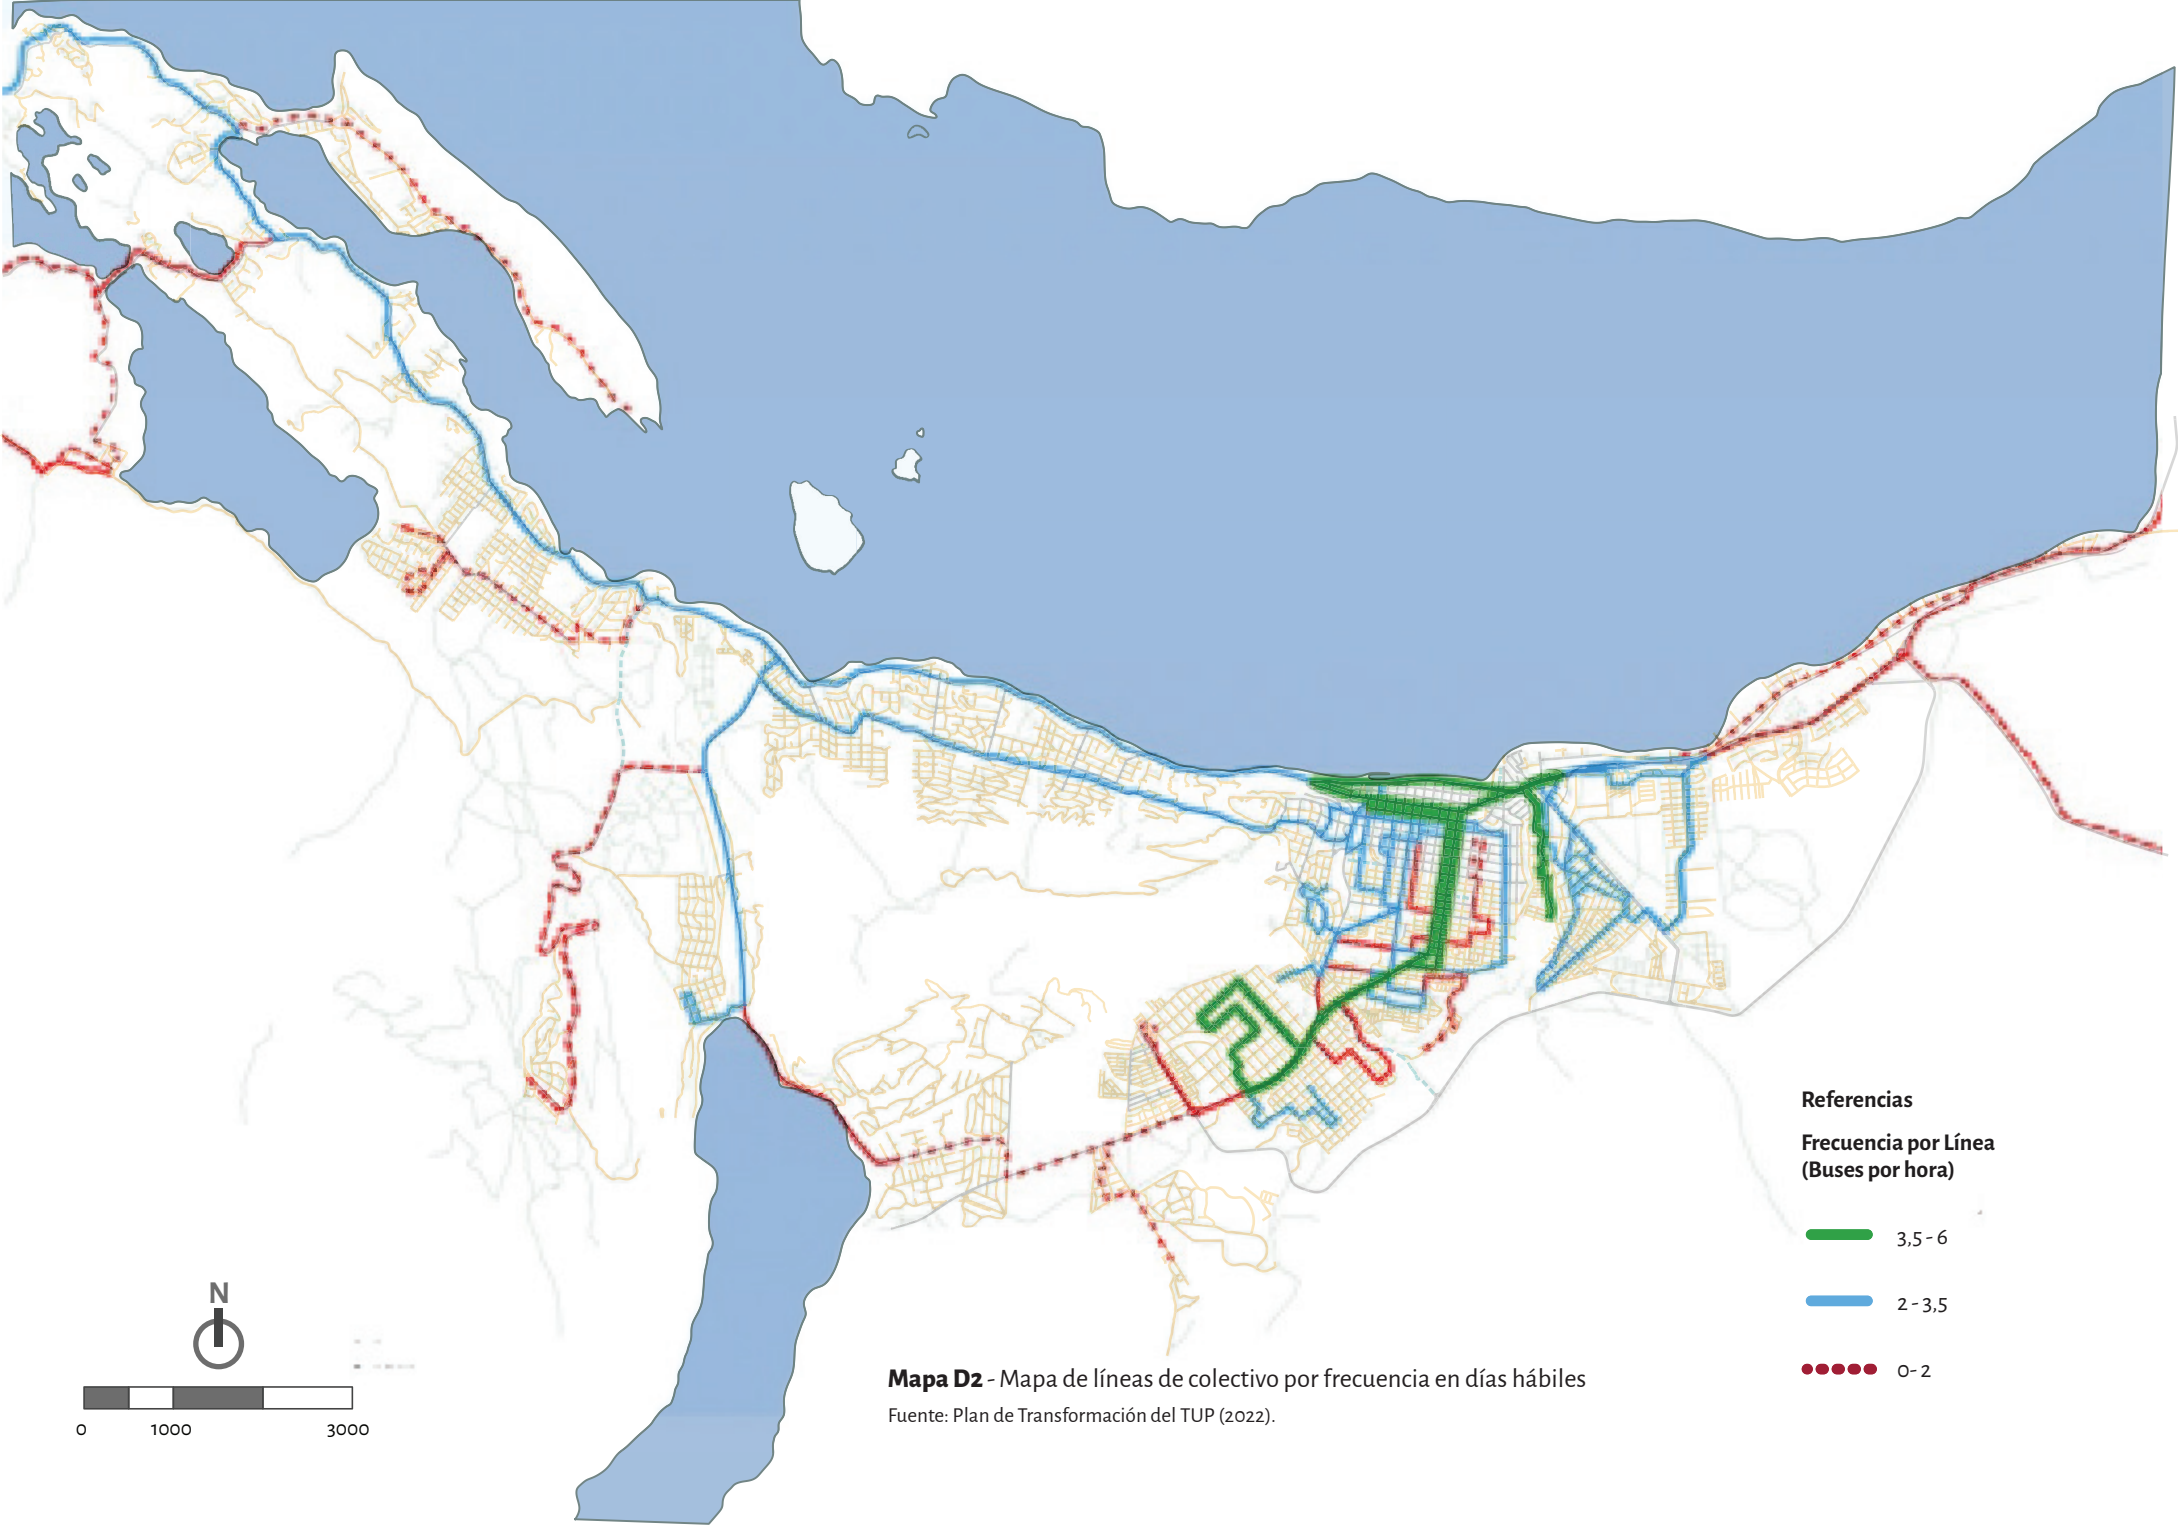 Referencias
Frecuencia por Línea
(Buses por hora)
3,5 - 6
2 - 3,5
0 - 2
N
0 1000 3000
Mapa D2 - Mapa de líneas de colectivo por frecuencia en días hábiles
Fuente: Plan de Transformación del TUP (2022).